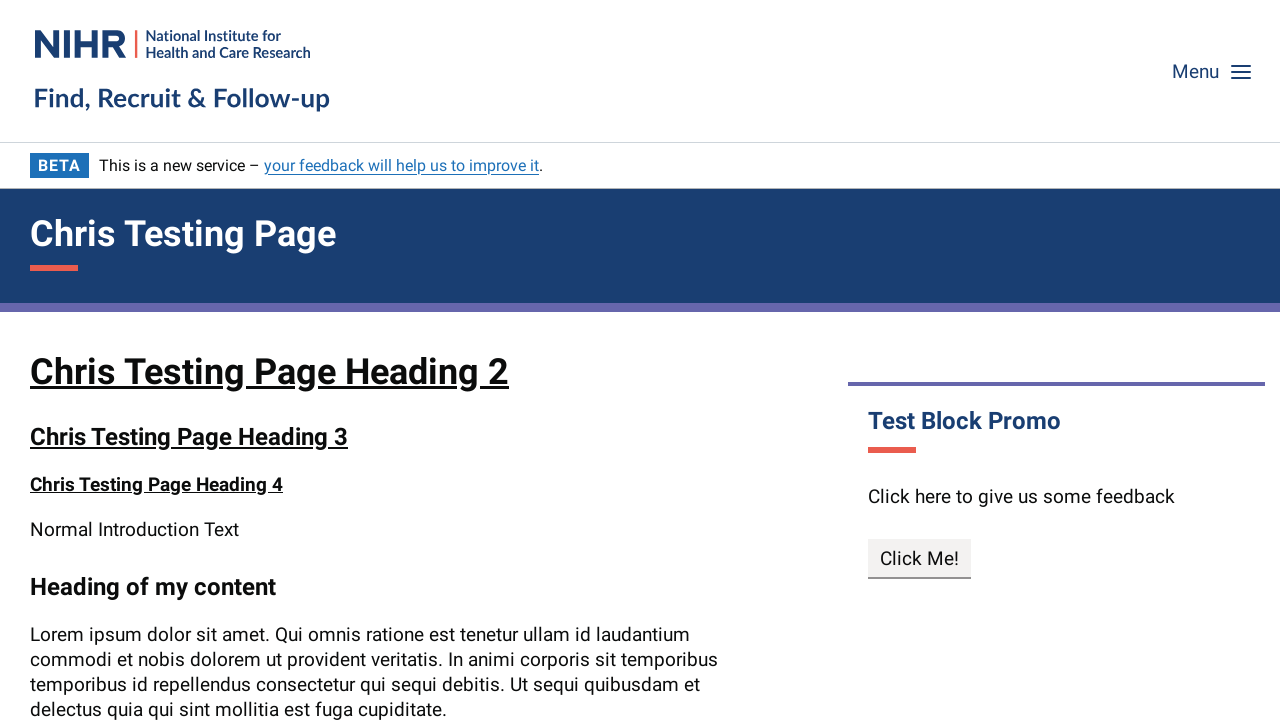 NIHR | National Institute for
Health and Care Research
Find, Recruit & Follow-up
Menu
BETA This is a new service – your feedback will help us to improve it.
Chris Testing Page
Chris Testing Page Heading 2
Chris Testing Page Heading 3
Chris Testing Page Heading 4
Normal Introduction Text
Heading of my content
Lorem ipsum dolor sit amet. Qui omnis ratione est tenetur ullam id laudantium
commodi et nobis dolorem ut provident veritatis. In animi corporis sit temporibus
temporibus id repellendus consectetur qui sequi debitis. Ut sequi quibusdam et
delectus quia qui sint mollitia est fuga cupiditate.
Test Block Promo
Click here to give us some feedback
Click Me!